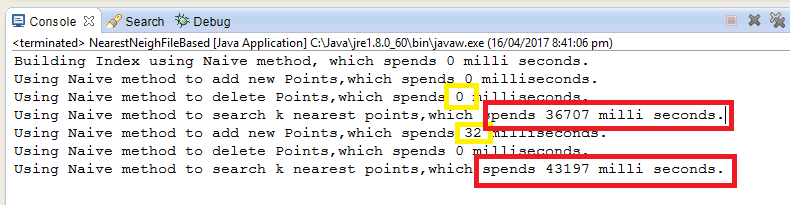 Console Search Debug
<terminated> NearestNeighFileBased [Java Application] C:\Java\jre1.8.0_60\bin\javaw.exe (16/04/2017 8:41:06 pm)
Building Index using Naive method, which spends 0 milli seconds.
Using Naive method to add new Points,which spends 0 milliseconds.
Using Naive method to delete Points,which spends 0 milliseconds.
Using Naive method to search k nearest points,which spends 36707 milli seconds.
Using Naive method to add new Points,which spends 32 milliseconds.
Using Naive method to delete Points,which spends 0 milliseconds.
Using Naive method to search k nearest points,which spends 43197 milli seconds.